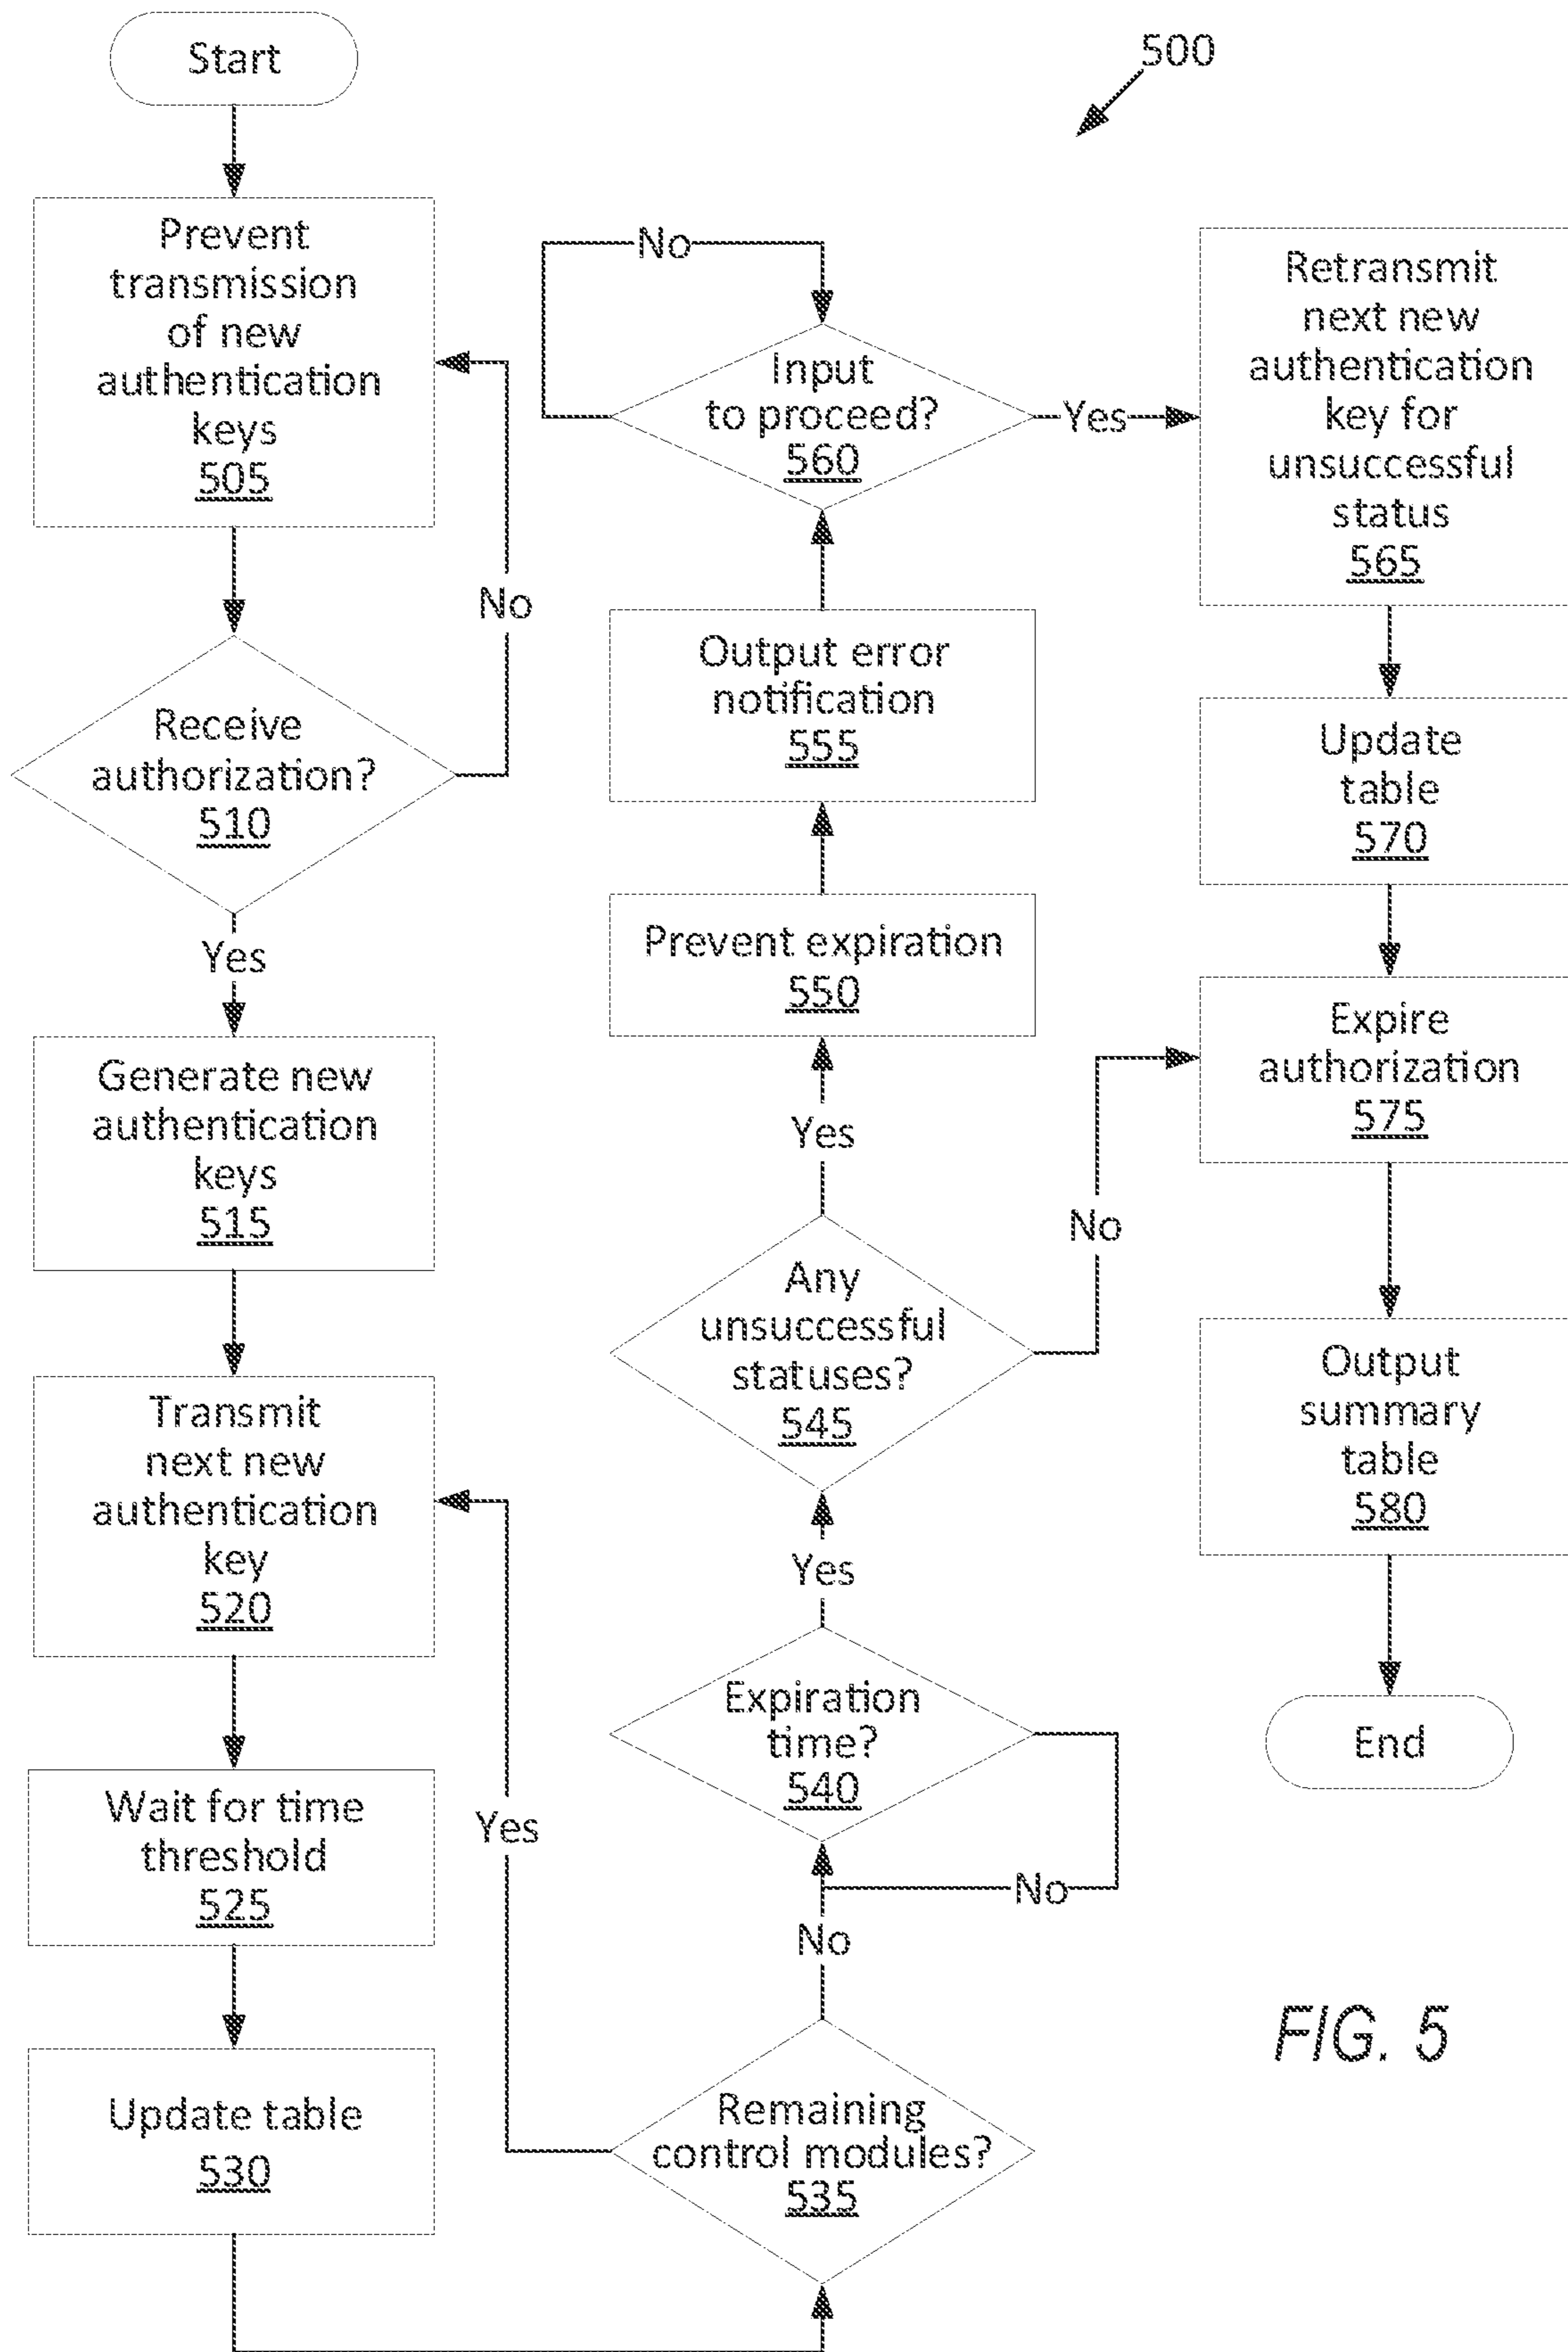 Start
500
Prevent
transmission
of new
authentication
keys
505
No
Receive
authorization?
510
Yes
Generate new
authentication
keys
515
Transmit
next new
authentication
key
520
Wait for time
threshold
525
Update table
530
Yes
Remaining
control modules?
535
No
No
Expiration
time?
540
Yes
Any
unsuccessful
statuses?
545
No
Yes
Prevent expiration
550
Output error
notification
555
Input
to proceed?
560
No
Yes
Retransmit
next new
authentication
key for
unsuccessful
status
565
Update
table
570
Expire
authorization
575
Output
summary
table
580
End
FIG. 5